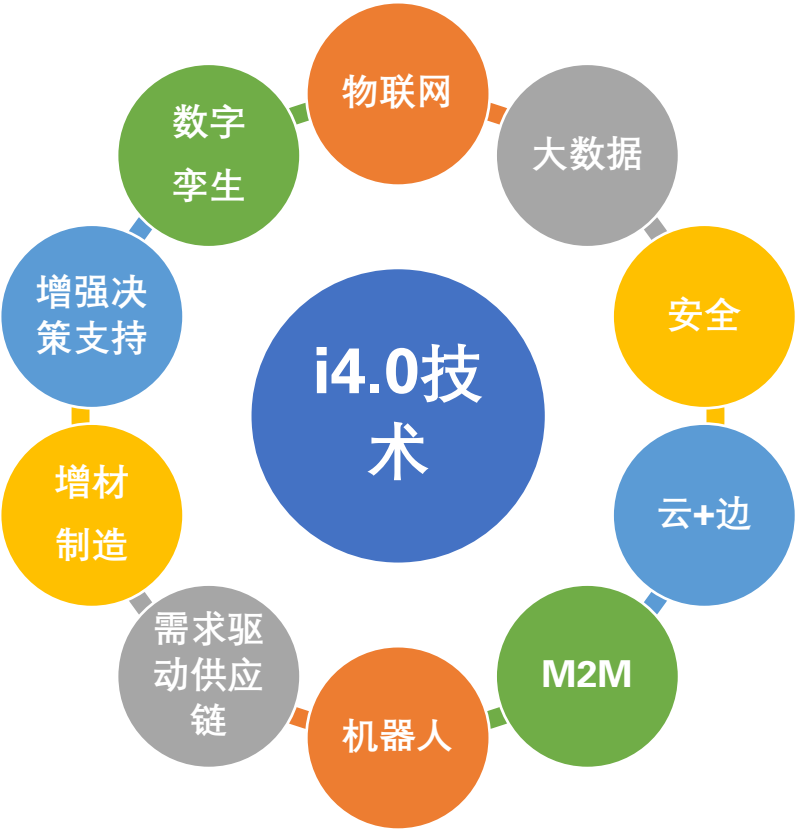 物联网
大数据
安全
云+边
M2M
机器人
需求驱
动供应
链
增材
制造
增强决
策支持
数字
孪生
i4.0技
术